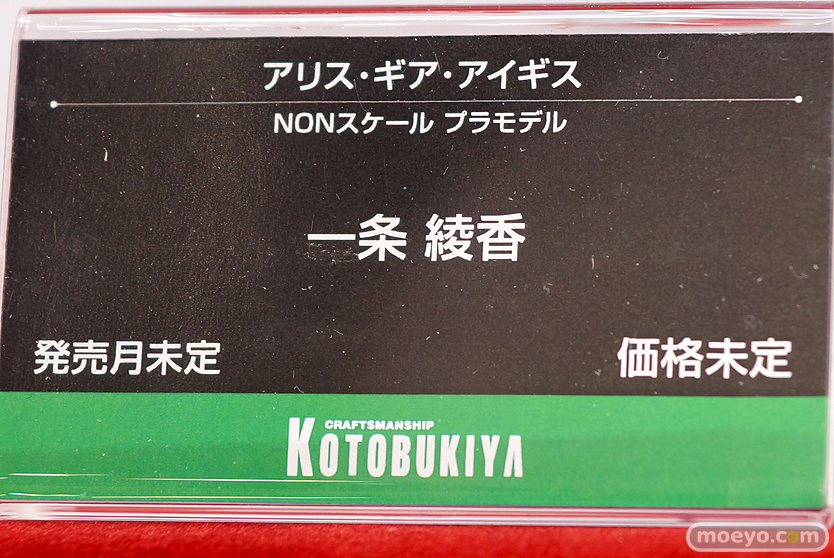 アリス・ギア・アイギス
NONスケール プラモデル
一条 綾香
発売月未定
価格未定
CRAFTSMANSHIP
KOTOBUKIYA
moeyo.com